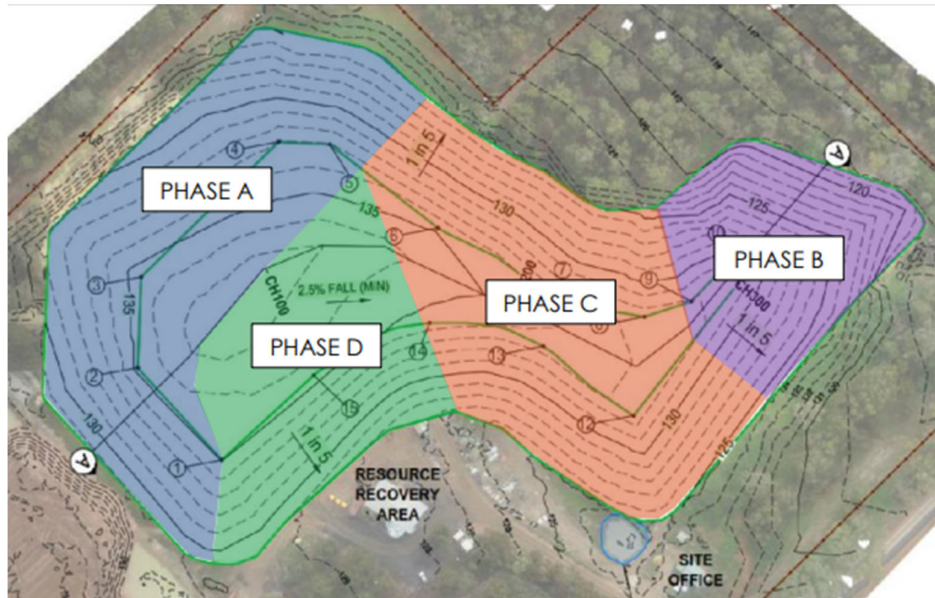 PHASE A
PHASE B
PHASE C
PHASE D
A
A
1 in 5
1 in 5
1 in 5
2.5% FALL (MIN)
CH100
200
CH300
135
135
130
130
130
125
125
120
1
2
3
4
5
6
7
8
9
10
12
13
14
15
RESOURCE
RECOVERY
AREA
SITE
OFFICE